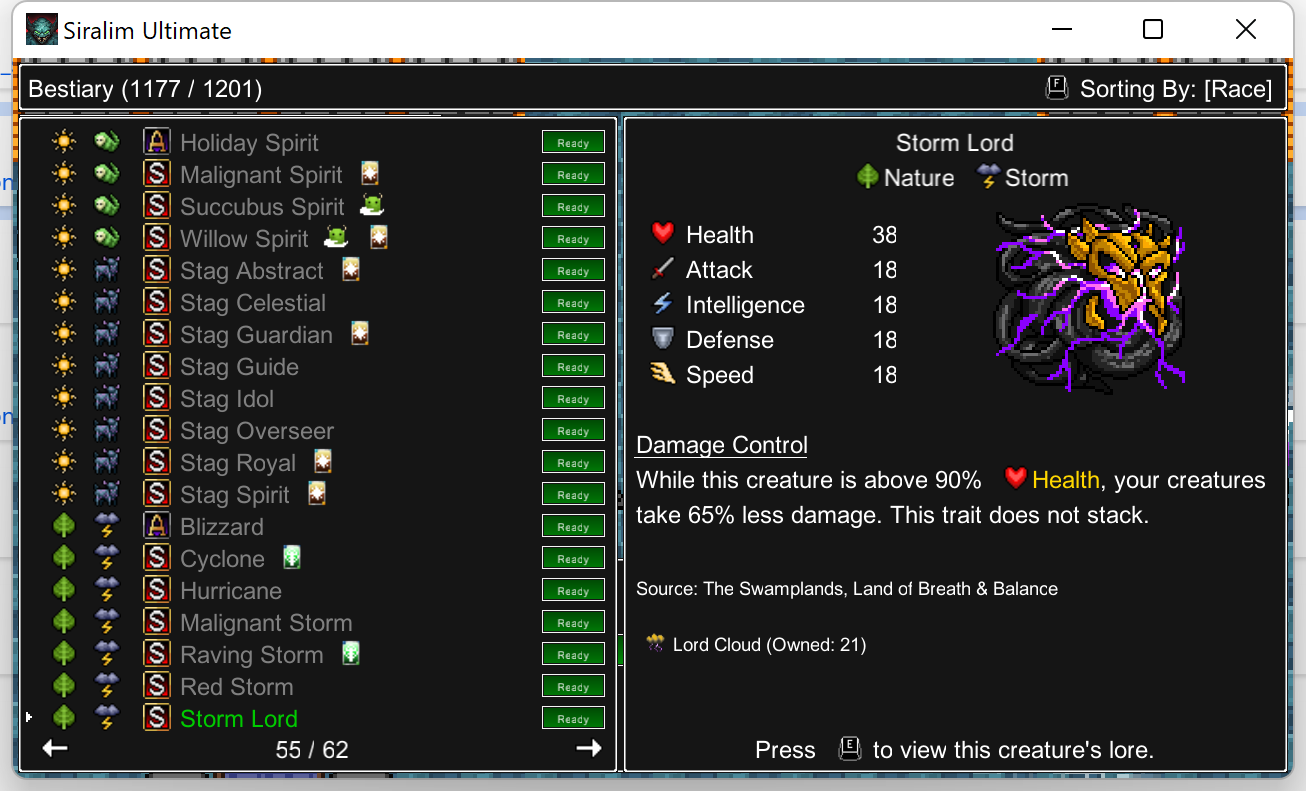 Siralim Ultimate
Bestiary (1177 / 1201)
F Sorting By: [Race]
A Holiday Spirit Ready
S Malignant Spirit Ready
S Succubus Spirit Ready
S Willow Spirit Ready
S Stag Abstract Ready
S Stag Celestial Ready
S Stag Guardian Ready
S Stag Guide Ready
S Stag Idol Ready
S Stag Overseer Ready
S Stag Royal Ready
S Stag Spirit Ready
A Blizzard Ready
S Cyclone Ready
S Hurricane Ready
S Malignant Storm Ready
S Raving Storm Ready
S Red Storm Ready
S Storm Lord Ready
55 / 62
Storm Lord
Nature Storm
Health 38
Attack 18
Intelligence 18
Defense 18
Speed 18
Damage Control
While this creature is above 90% Health, your creatures
take 65% less damage. This trait does not stack.
Source: The Swamplands, Land of Breath & Balance
Lord Cloud (Owned: 21)
Press E to view this creature's lore.